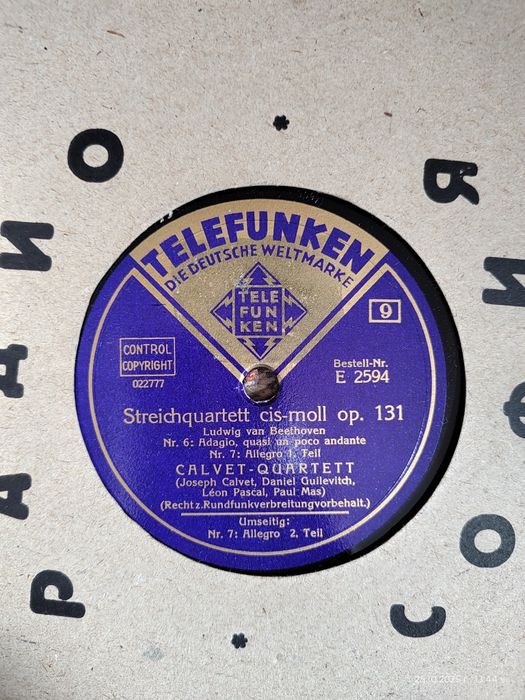 РАДИО
СОФИЯ
TELEFUNKEN
DIE DEUTSCHE WELTMARKE
TELE
FUN
KEN
9
CONTROL
COPYRIGHT
022777
Bestell-Nr.
E 2594
Streichquartett cis-moll op. 131
Ludwig van Beethoven
Nr. 6: Adagio, quasi un poco andante
Nr. 7: Allegro 1. Teil
CALVET-QUARTETT
(Joseph Calvet, Daniel Guilevitch,
Léon Pascal, Paul Mas)
(Recht z. Rundfunkverbreitung vorbehalt.)
Umseitig:
Nr. 7: Allegro 2. Teil